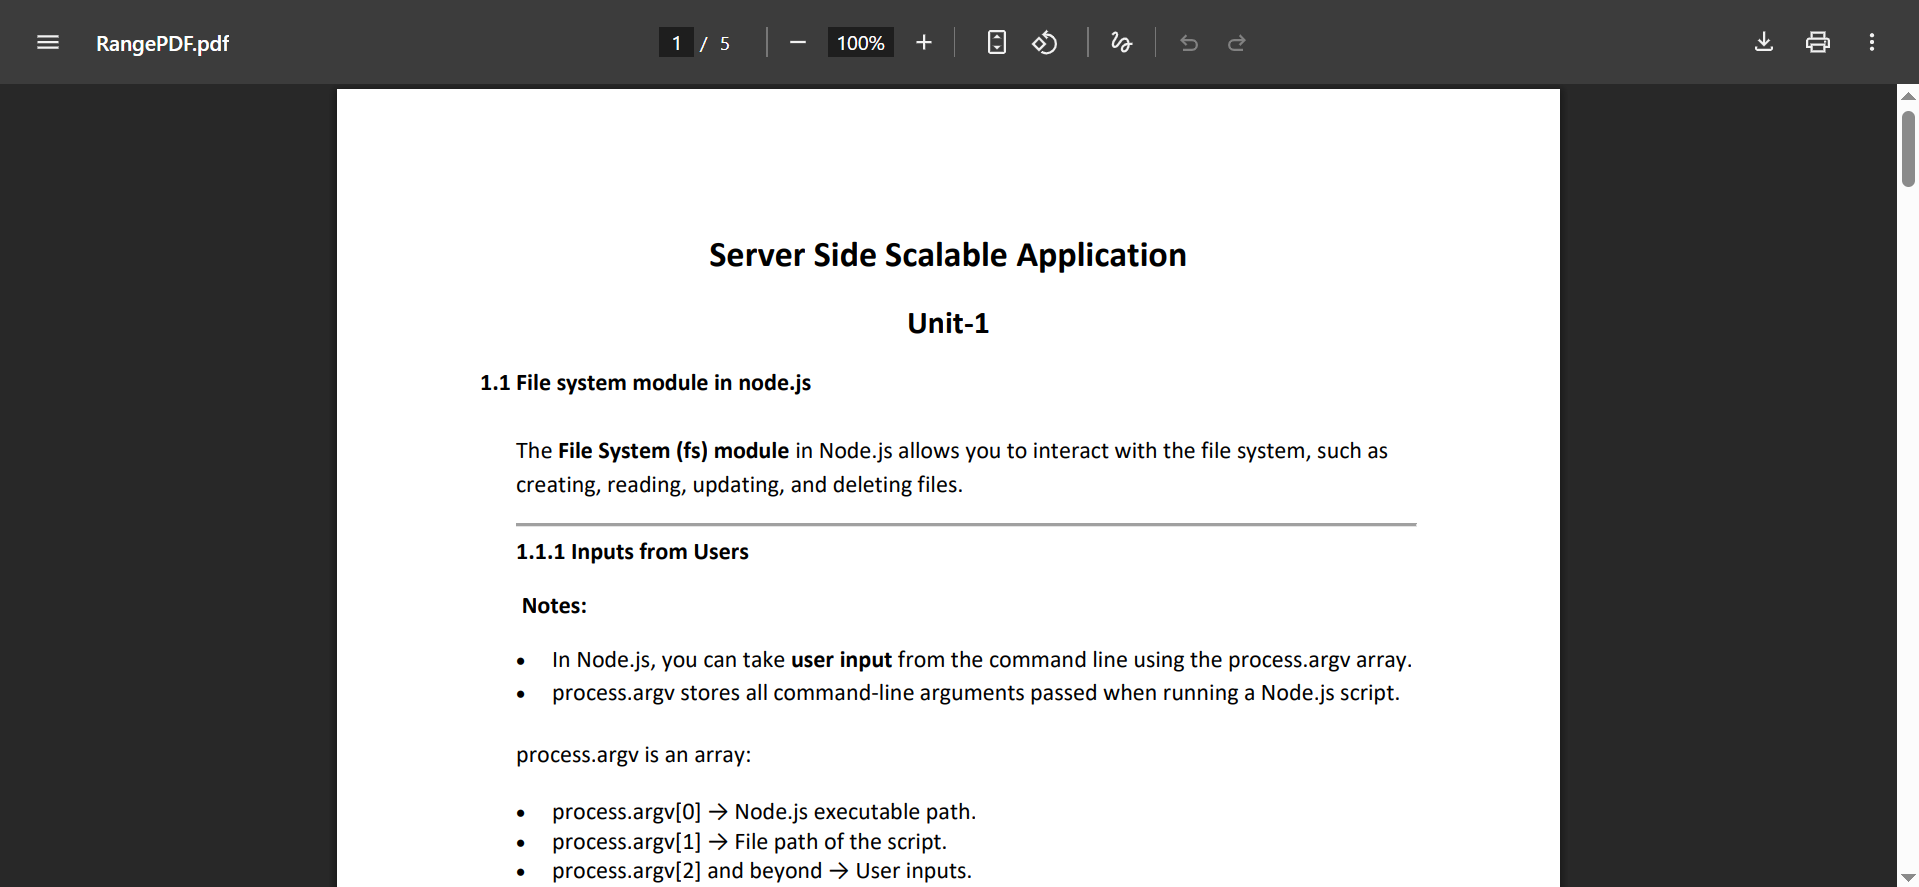 RangePDF.pdf
1 / 5
100%
Server Side Scalable Application
Unit-1
1.1 File system module in node.js
The File System (fs) module in Node.js allows you to interact with the file system, such as
creating, reading, updating, and deleting files.
1.1.1 Inputs from Users
Notes:
• In Node.js, you can take user input from the command line using the process.argv array.
• process.argv stores all command-line arguments passed when running a Node.js script.
process.argv is an array:
• process.argv[0] → Node.js executable path.
• process.argv[1] → File path of the script.
• process.argv[2] and beyond → User inputs.